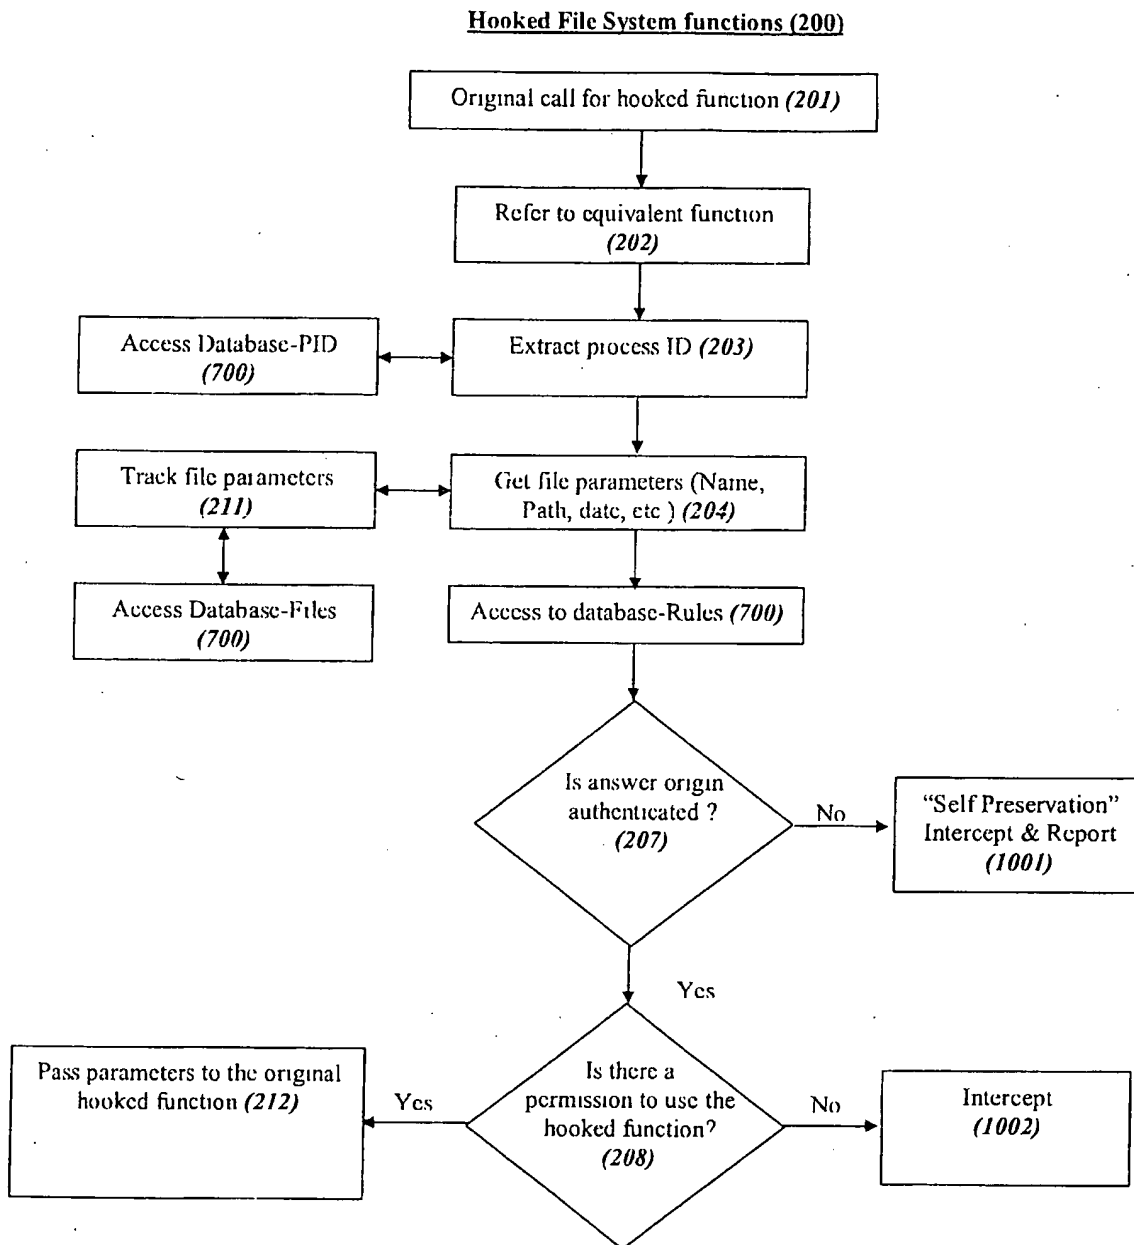 Hooked File System functions (200)
Original call for hooked function (201)
Refer to equivalent function
(202)
Access Database-PID
(700)
Extract process ID (203)
Track file parameters
(211)
Get file parameters (Name,
Path, date, etc ) (204)
Access Database-Files
(700)
Access to database-Rules (700)
Is answer origin
authenticated ?
(207)
No
"Self Preservation"
Intercept & Report
(1001)
Yes
Pass parameters to the original
hooked function (212)
Yes
Is there a
permission to use the
hooked function?
(208)
No
Intercept
(1002)